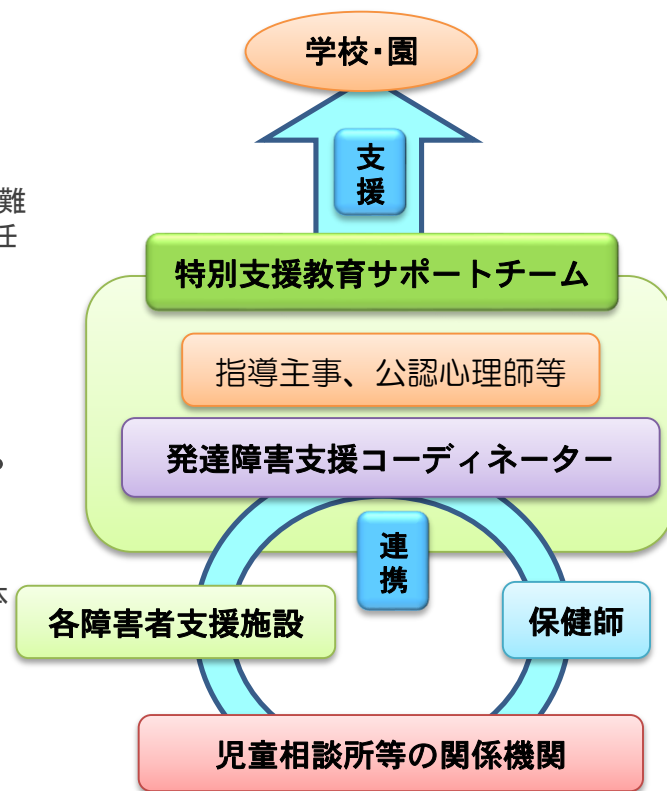 学校・園
支
援
難
任
特別支援教育サポートチーム
指導主事、公認心理師等
発達障害支援コーディネーター
連
携
各障害者支援施設
保健師
児童相談所等の関係機関